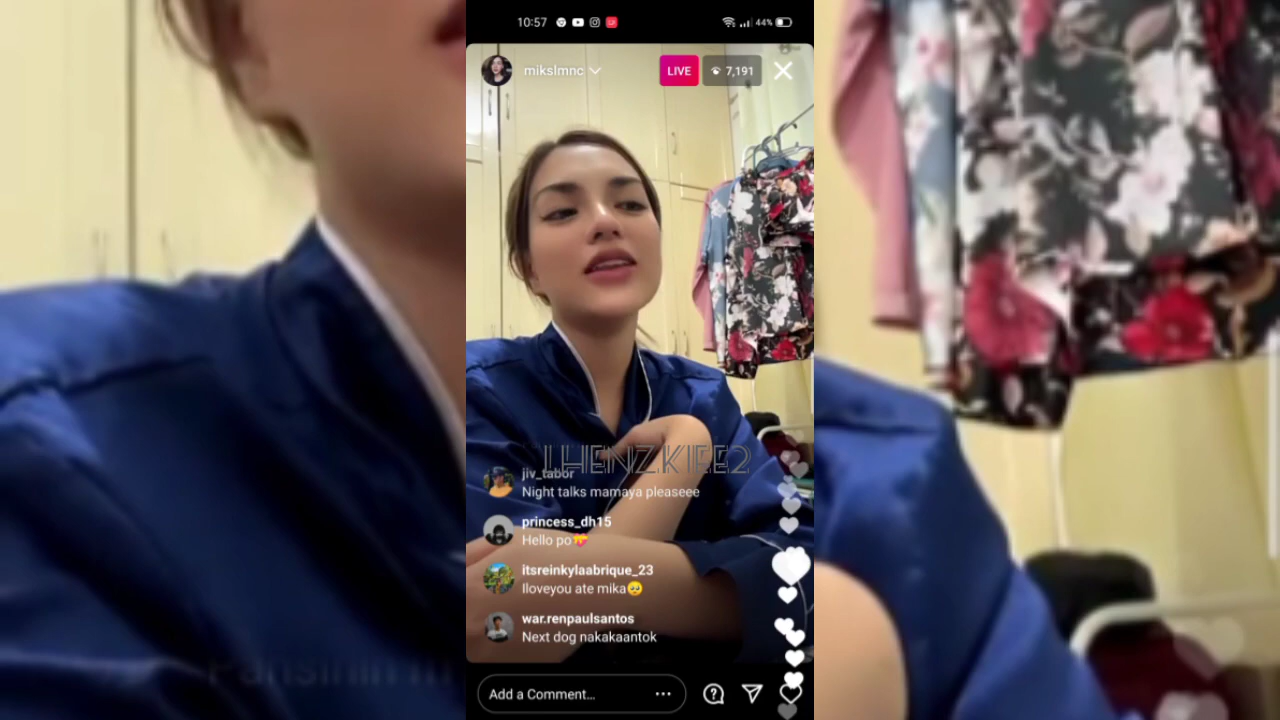 10:57
44%
mikslmnc
LIVE
7,191
LHENZKIEE2
jiv_tabor
Night talks mamaya pleaseee
princess_dh15
Hello po💝
itsreinkylaabrique_23
Iloveyou ate mika🥺
war.renpaulsantos
Next dog nakakaantok
Add a Comment...